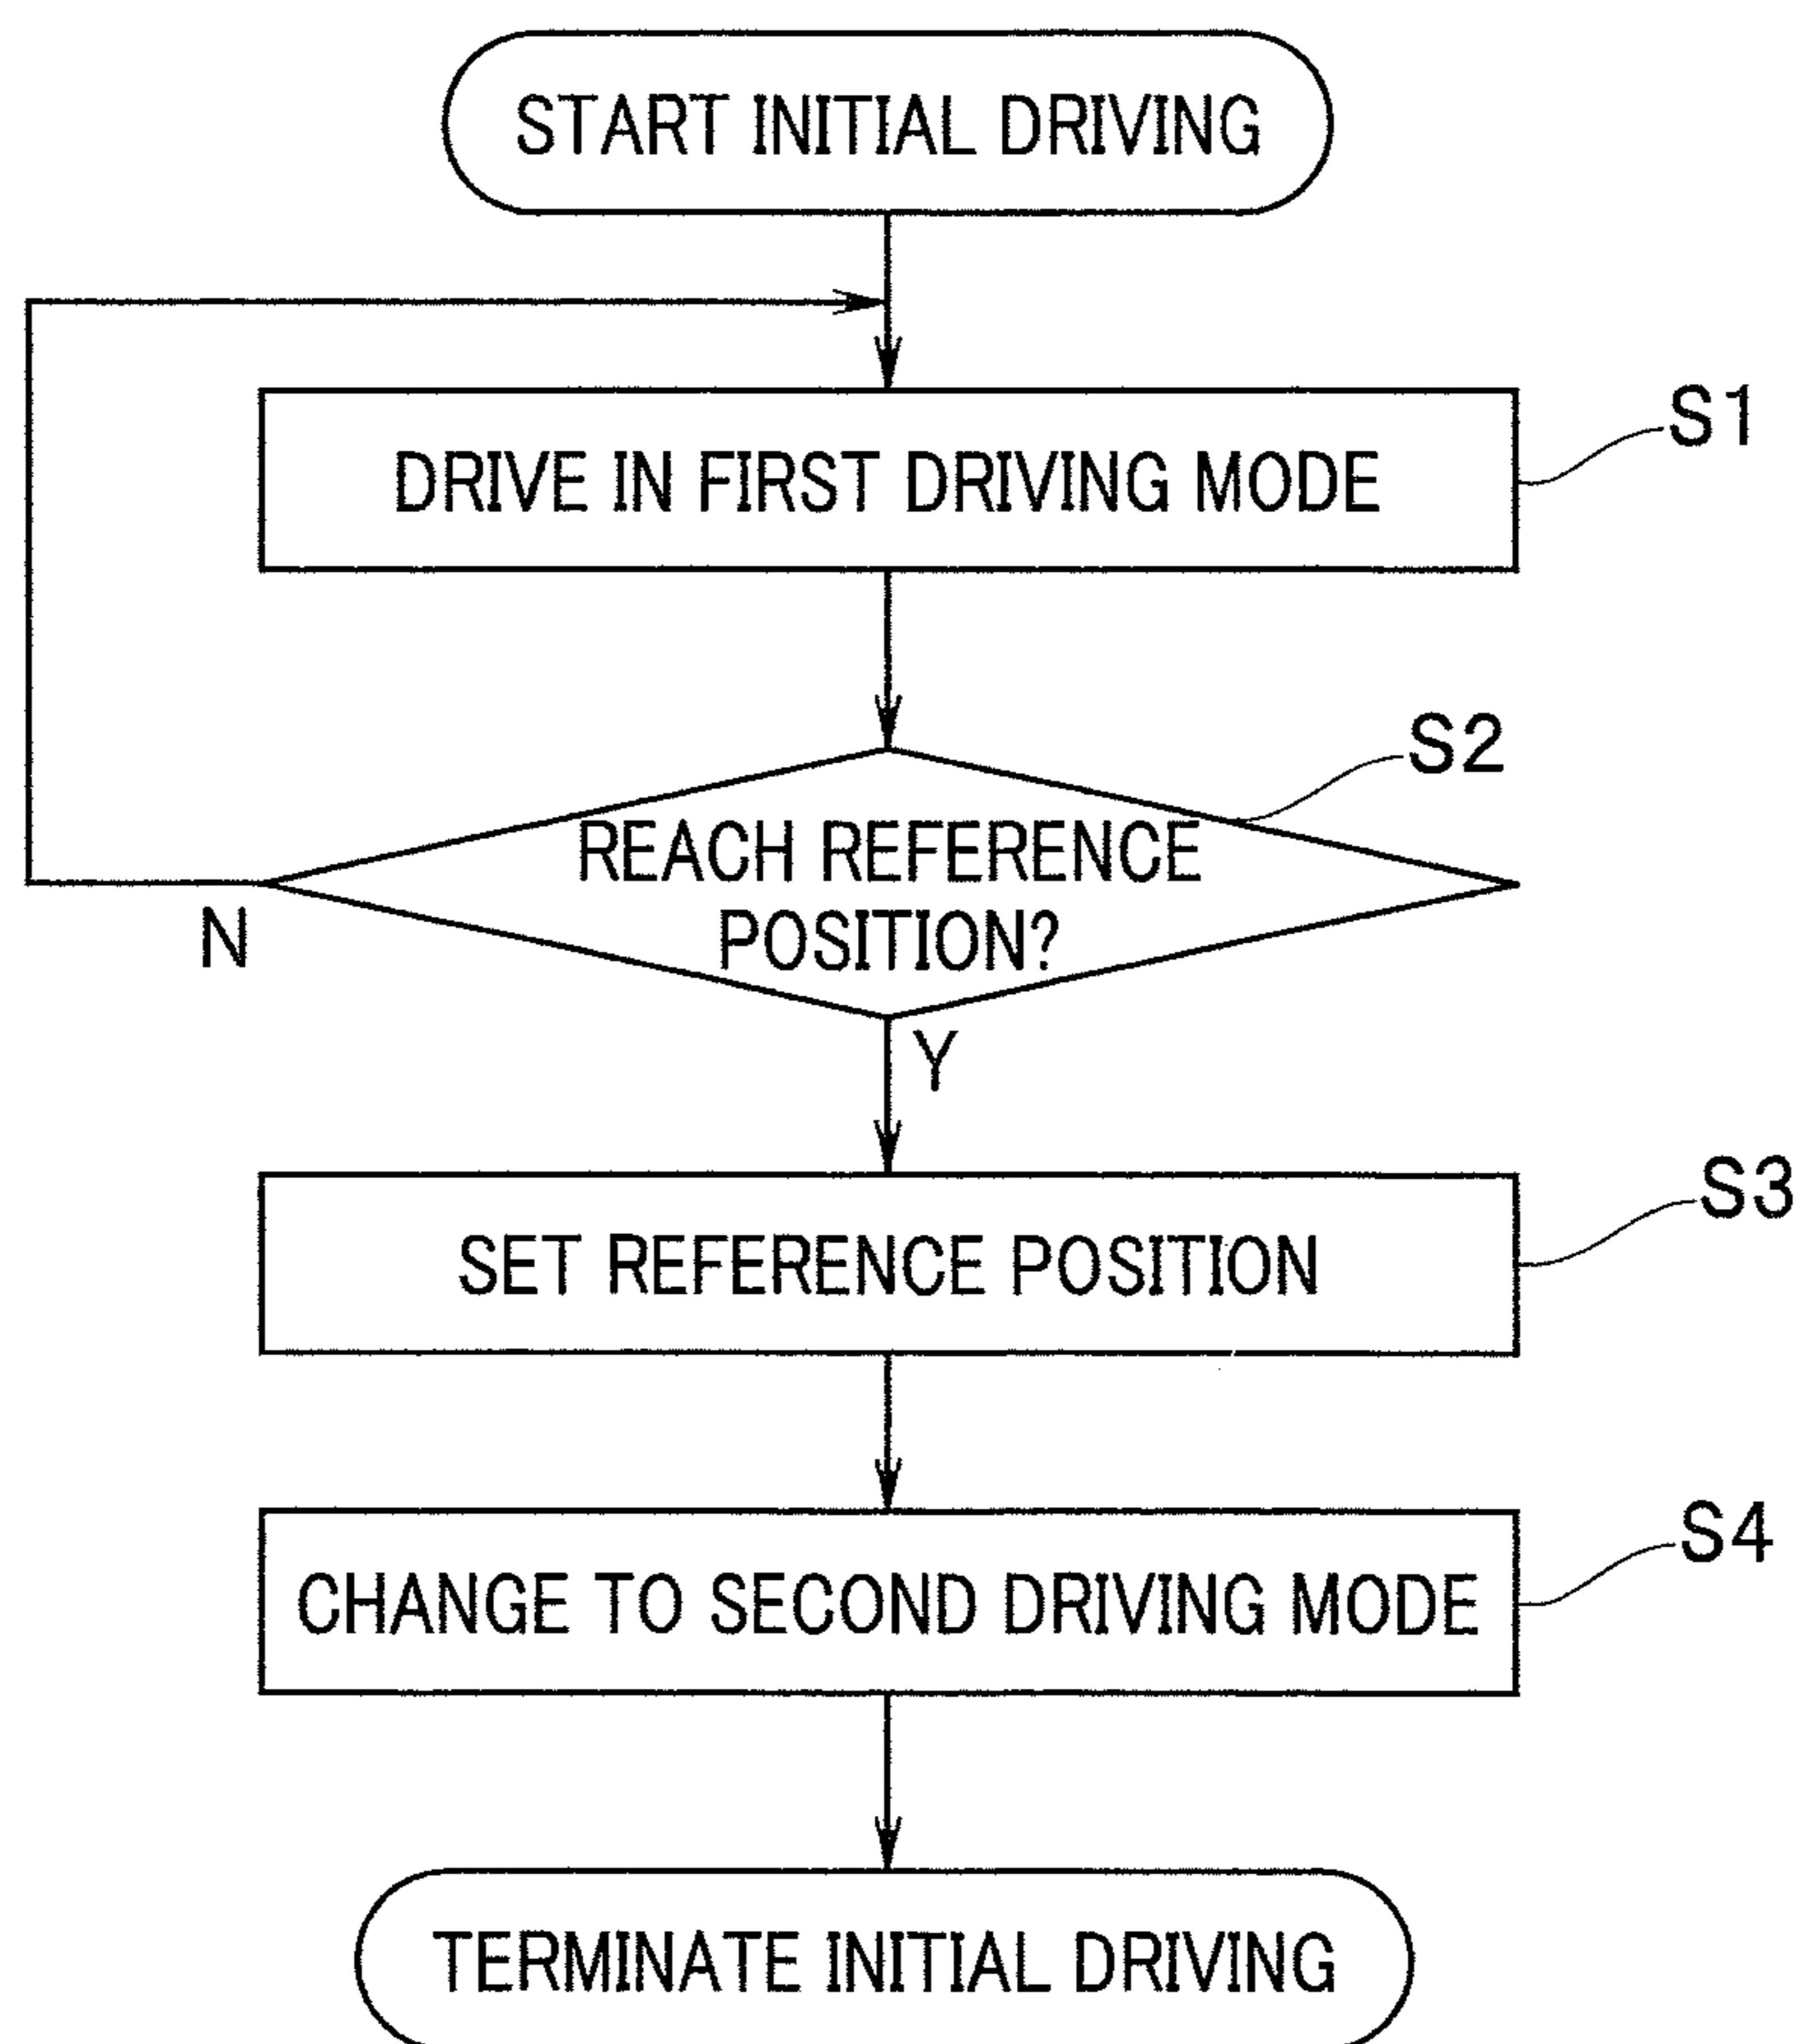 START INITIAL DRIVING
DRIVE IN FIRST DRIVING MODE
S1
S2
REACH REFERENCE
POSITION?
N
Y
SET REFERENCE POSITION
S3
CHANGE TO SECOND DRIVING MODE
S4
TERMINATE INITIAL DRIVING